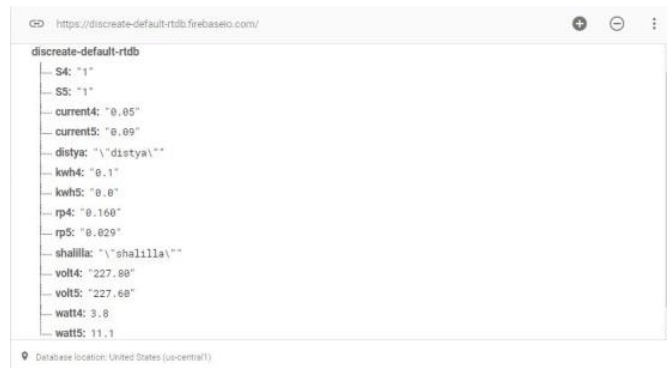 https://discreate-default-rtdb.firebaseio.com/
discreate-default-rtdb
S4: "1"
S5: "1"
current4: "0.05"
current5: "0.09"
distya: "\"distya\""
kwh4: "0.1"
kwh5: "0.0"
rp4: "0.160"
rp5: "0.029"
shalilla: "\"shalilla\""
volt4: "227.80"
volt5: "227.60"
watt4: 3.8
watt5: 11.1
Database location: United States (us-central1)